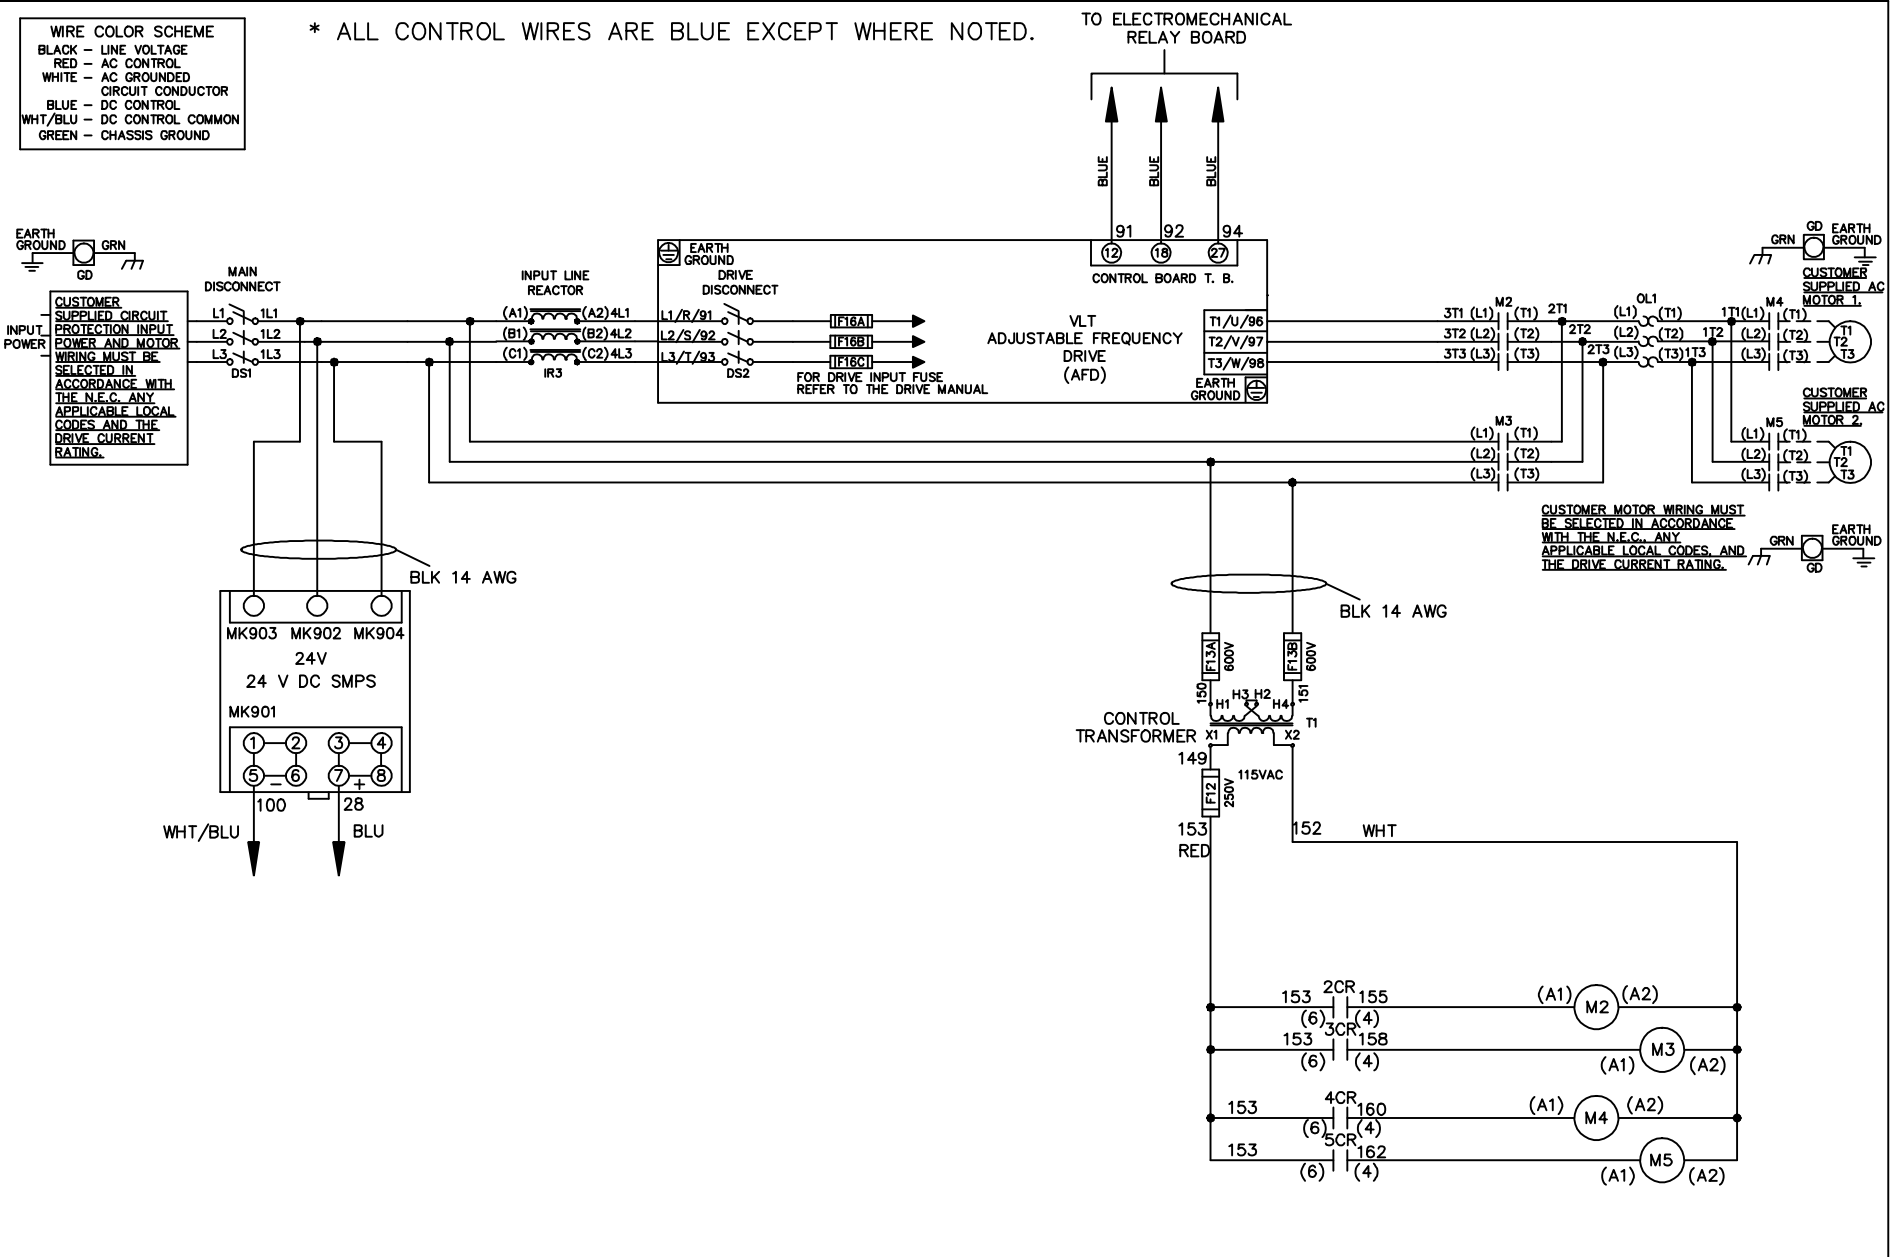 WIRE COLOR SCHEME
BLACK – LINE VOLTAGE
RED – AC CONTROL
WHITE – AC GROUNDED
CIRCUIT CONDUCTOR
BLUE – DC CONTROL
WHT/BLU – DC CONTROL COMMON
GREEN – CHASSIS GROUND
* ALL CONTROL WIRES ARE BLUE EXCEPT WHERE NOTED.
TO ELECTROMECHANICAL
RELAY BOARD
BLUE
BLUE
BLUE
91
92
94
12
18
27
CONTROL BOARD T. B.
EARTH
GROUND
GRN
GD
INPUT
POWER
CUSTOMER
SUPPLIED CIRCUIT
PROTECTION INPUT
POWER AND MOTOR
WIRING MUST BE
SELECTED IN
ACCORDANCE WITH
THE N.E.C. ANY
APPLICABLE LOCAL
CODES AND THE
DRIVE CURRENT
RATING.
MAIN
DISCONNECT
L1 1L1
L2 1L2
L3 1L3
DS1
INPUT LINE
REACTOR
(A1) (A2) 4L1
(B1) (B2) 4L2
(C1) (C2) 4L3
IR3
EARTH
GROUND
DRIVE
DISCONNECT
L1/R/91
L2/S/92
L3/T/93
DS2
F16A
F16B
F16C
FOR DRIVE INPUT FUSE
REFER TO THE DRIVE MANUAL
VLT
ADJUSTABLE FREQUENCY
DRIVE
(AFD)
T1/U/96
T2/V/97
T3/W/98
EARTH
GROUND
M2
3T1 (L1) (T1) 2T1
3T2 (L2) (T2) 2T2
3T3 (L3) (T3) 2T3
OL1
(L1) (T1) 1T1
(L2) (T2) 1T2
(L3) (T3) 1T3
M4
(L1) (T1)
(L2) (T2)
(L3) (T3)
T1
T2
T3
GRN
GD
EARTH
GROUND
CUSTOMER
SUPPLIED AC
MOTOR 1.
M3
(L1) (T1)
(L2) (T2)
(L3) (T3)
CUSTOMER
SUPPLIED AC
MOTOR 2.
M5
(L1) (T1)
(L2) (T2)
(L3) (T3)
T1
T2
T3
CUSTOMER MOTOR WIRING MUST
BE SELECTED IN ACCORDANCE
WITH THE N.E.C., ANY
APPLICABLE LOCAL CODES, AND
THE DRIVE CURRENT RATING.
GRN
GD
EARTH
GROUND
BLK 14 AWG
MK903 MK902 MK904
24V
24 V DC SMPS
MK901
1 2 3 4
5 – 6 7 + 8
100
28
WHT/BLU
BLU
BLK 14 AWG
F13A
600V
F13B
600V
150
151
H1 H3 H2 H4
T1
CONTROL
TRANSFORMER
X1 X2
149
115VAC
F12
250V
153
RED
152
WHT
153 2CR 155 (A1) M2 (A2)
(6) (4)
153 3CR 158 M3
(6) (4) (A1) (A2)
153 4CR 160 (A1) M4 (A2)
(6) (4)
153 5CR 162 M5
(6) (4) (A1) (A2)